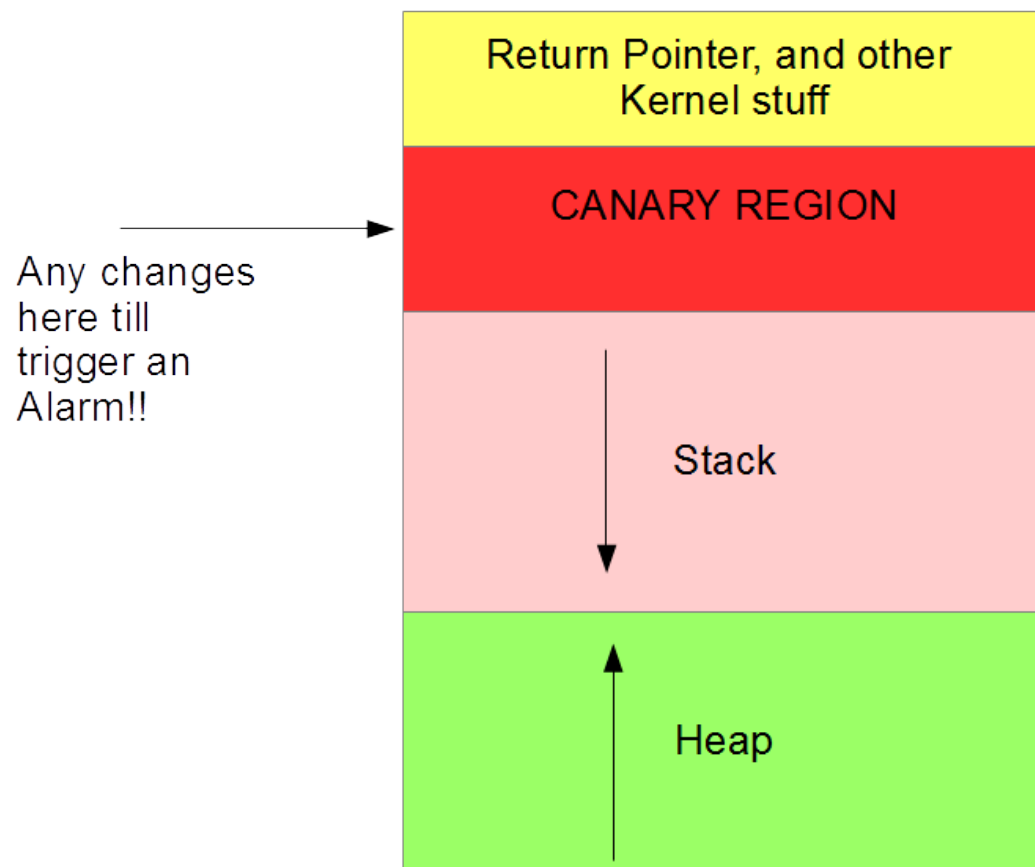 Return Pointer, and other
Kernel stuff
CANARY REGION
Any changes
here till
trigger an
Alarm!!
Stack
Heap